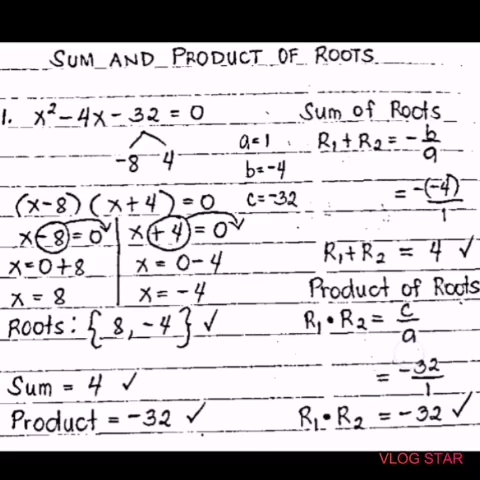 SUM AND PRODUCT OF ROOTS
1. x² - 4x - 32 = 0
-8 4
a=1
b=-4
c=-32
(x-8) (x+4) = 0
x-8=0
x+4=0
x=0+8
x = 0-4
x = 8
x = -4
Roots: {8, -4} ✓
Sum = 4 ✓
Product = -32 ✓
Sum of Roots
R₁+R₂ = -b/a
= -(-4)/1
R₁+R₂ = 4 ✓
Product of Roots
R₁•R₂ = c/a
= -32/1
R₁•R₂ = -32 ✓
VLOG STAR